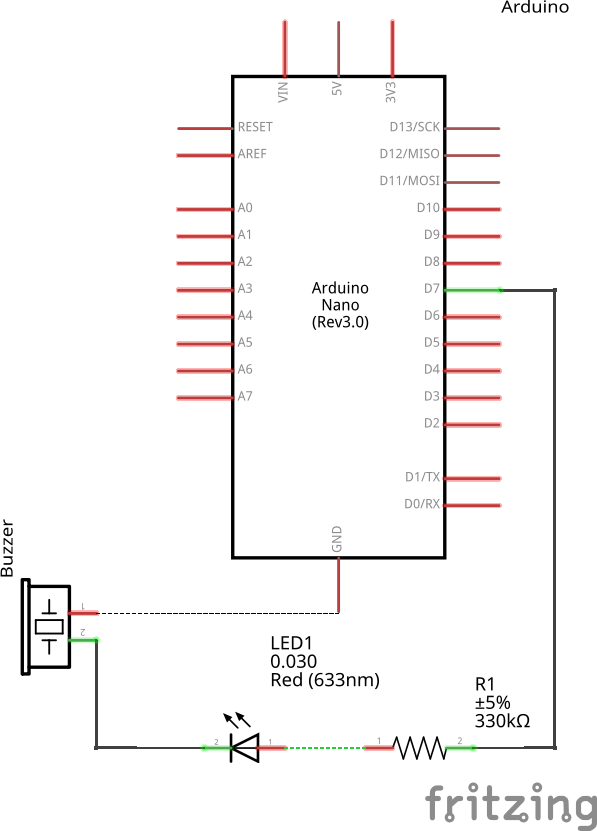 Arduino
VIN
5V
3V3
RESET
D13/SCK
AREF
D12/MISO
D11/MOSI
A0
D10
A1
D9
A2
D8
A3
D7
Arduino
Nano
(Rev3.0)
A4
D6
A5
D5
A6
D4
A7
D3
D2
D1/TX
D0/RX
GND
Buzzer
1
2
LED1
0.030
Red (633nm)
R1
±5%
330kΩ
2
1
1
2
fritzing